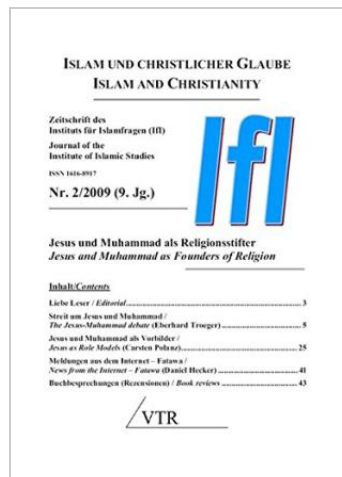 ISLAM UND CHRISTLICHER GLAUBE
ISLAM AND CHRISTIANITY
Zeitschrift des
Instituts für Islamfragen (IfI)
Journal of the
Institute of Islamic Studies
ISSN 1616-8917
Nr. 2/2009 (9. Jg.)
IfI
Jesus und Muhammad als Religionsstifter
Jesus and Muhammad as Founders of Religion
Inhalt/Contents
Liebe Leser / Editorial 3
Streit um Jesus und Muhammad /
The Jesus-Muhammad debate (Eberhard Troeger) 5
Jesus und Muhammad als Vorbilder /
Jesus as Role Models (Carsten Polanz) 25
Meldungen aus dem Internet – Fatawa /
News from the Internet – Fatawa (Daniel Hecker) 41
Buchbesprechungen (Rezensionen) / Book reviews 43
VTR